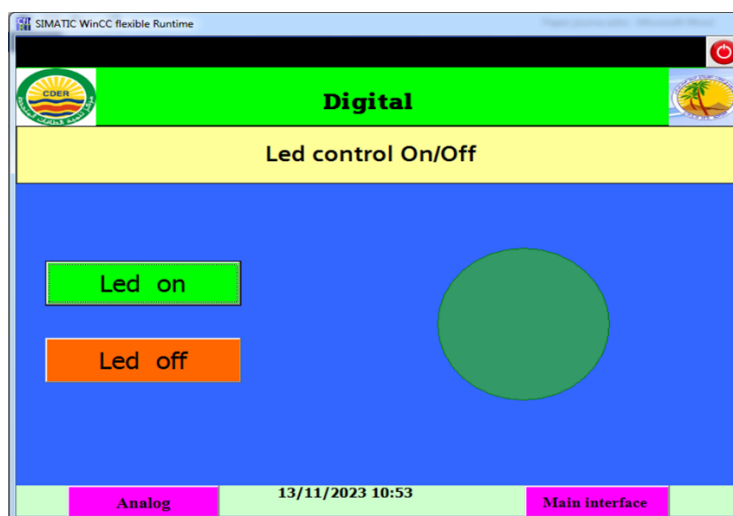 SIMATIC WinCC flexible Runtime
CDER
Digital
Led control On/Off
Led on
Led off
13/11/2023 10:53
Analog
Main interface